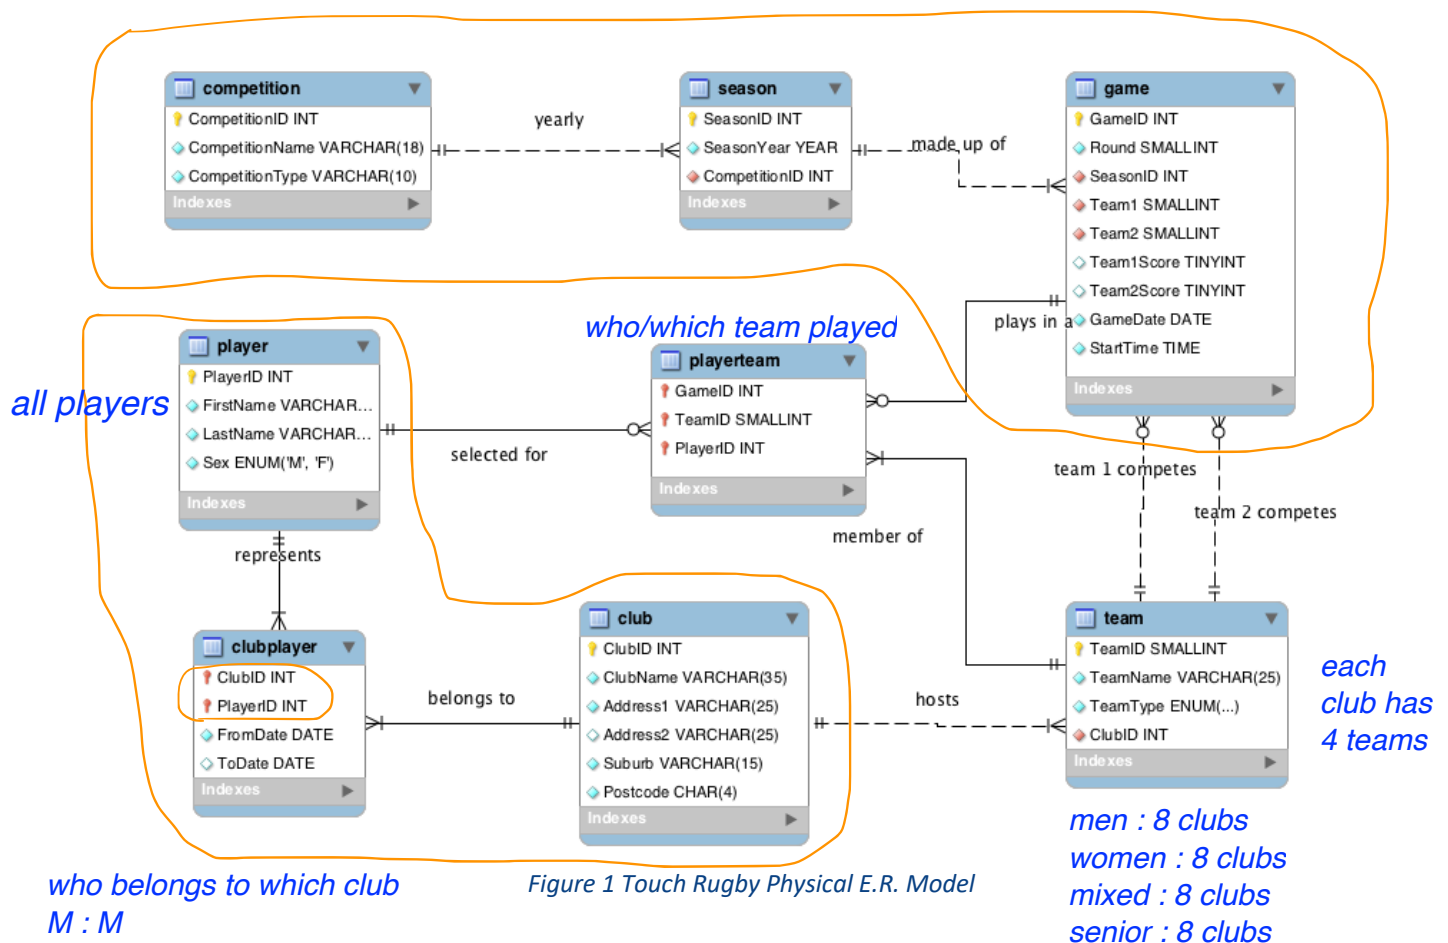 competition
CompetitionID INT
CompetitionName VARCHAR(18)
CompetitionType VARCHAR(10)
Indexes
yearly
season
SeasonID INT
SeasonYear YEAR
CompetitionID INT
Indexes
made up of
game
GameID INT
Round SMALLINT
SeasonID INT
Team1 SMALLINT
Team2 SMALLINT
Team1Score TINYINT
Team2Score TINYINT
GameDate DATE
StartTime TIME
Indexes
plays in a
who/which team played
all players
player
PlayerID INT
FirstName VARCHAR...
LastName VARCHAR...
Sex ENUM('M', 'F')
Indexes
selected for
playerteam
GameID INT
TeamID SMALLINT
PlayerID INT
Indexes
team 1 competes
team 2 competes
member of
represents
clubplayer
ClubID INT
PlayerID INT
FromDate DATE
ToDate DATE
Indexes
belongs to
club
ClubID INT
ClubName VARCHAR(35)
Address1 VARCHAR(25)
Address2 VARCHAR(25)
Suburb VARCHAR(15)
Postcode CHAR(4)
Indexes
hosts
team
TeamID SMALLINT
TeamName VARCHAR(25)
TeamType ENUM(...)
ClubID INT
Indexes
each
club has
4 teams
men : 8 clubs
women : 8 clubs
mixed : 8 clubs
senior : 8 clubs
who belongs to which club
M : M
Figure 1 Touch Rugby Physical E.R. Model